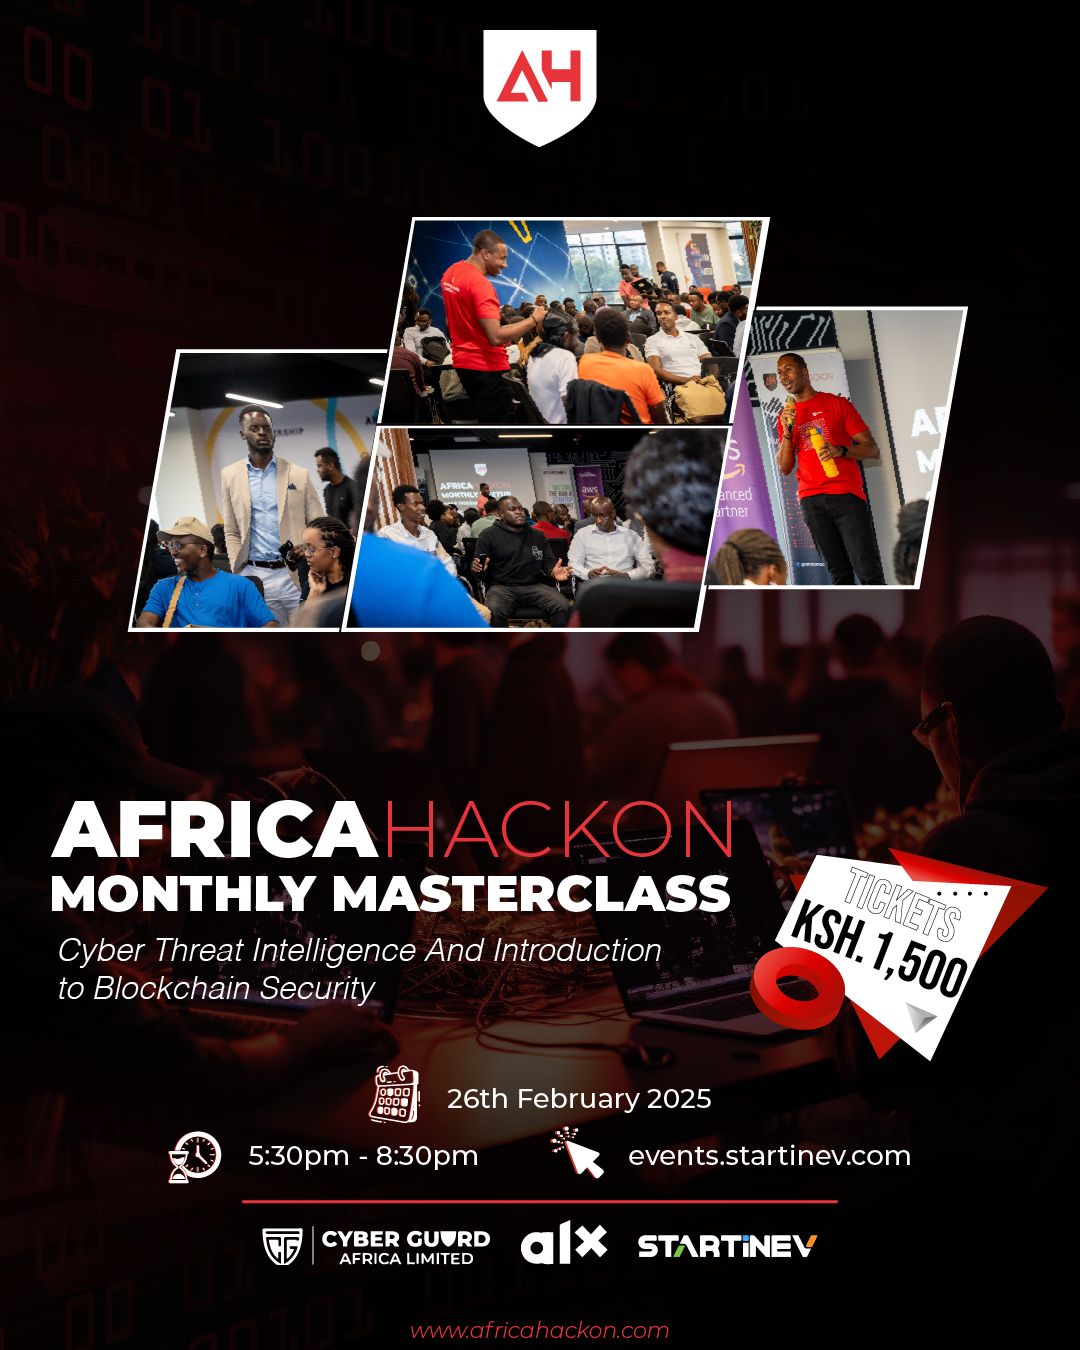 AH
AFRICAHACKON
MONTHLY MASTERCLASS
Cyber Threat Intelligence And Introduction
to Blockchain Security
TICKETS
KSH. 1,500
26th February 2025
5:30pm - 8:30pm
events.startinev.com
CYBER GUARD
AFRICA LIMITED
alx
STARTINEV
www.africahackon.com